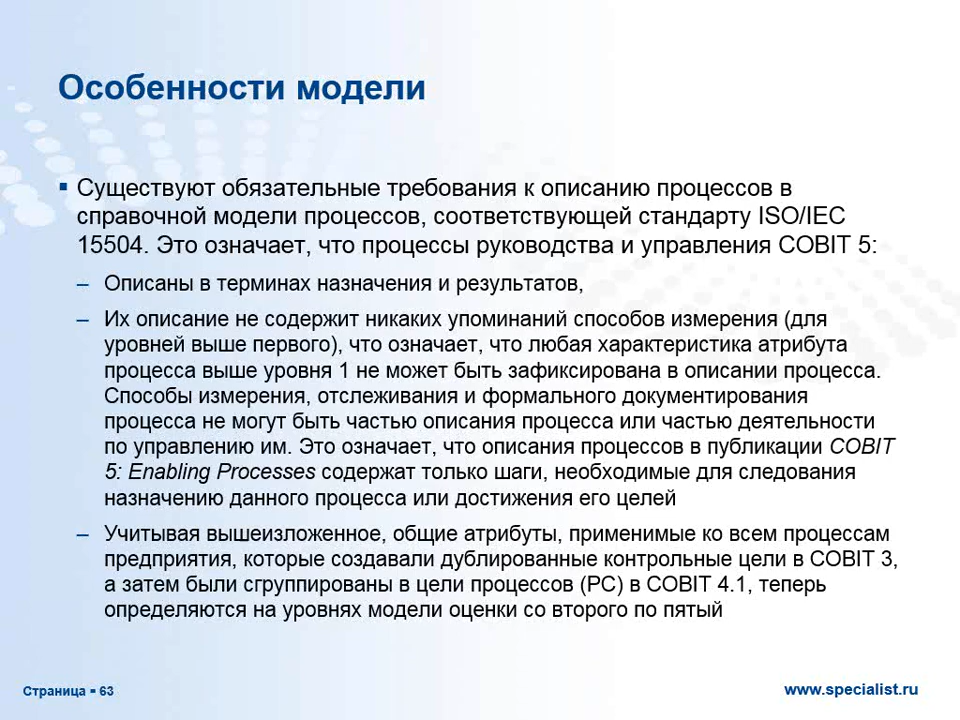 Особенности модели
▪ Существуют обязательные требования к описанию процессов в
справочной модели процессов, соответствующей стандарту ISO/IEC
15504. Это означает, что процессы руководства и управления COBIT 5:
– Описаны в терминах назначения и результатов,
– Их описание не содержит никаких упоминаний способов измерения (для
уровней выше первого), что означает, что любая характеристика атрибута
процесса выше уровня 1 не может быть зафиксирована в описании процесса.
Способы измерения, отслеживания и формального документирования
процесса не могут быть частью описания процесса или частью деятельности
по управлению им. Это означает, что описания процессов в публикации COBIT
5: Enabling Processes содержат только шаги, необходимые для следования
назначению данного процесса или достижения его целей
– Учитывая вышеизложенное, общие атрибуты, применимые ко всем процессам
предприятия, которые создавали дублированные контрольные цели в COBIT 3,
а затем были сгруппированы в цели процессов (PC) в COBIT 4.1, теперь
определяются на уровнях модели оценки со второго по пятый
Страница ▪ 63
www.specialist.ru